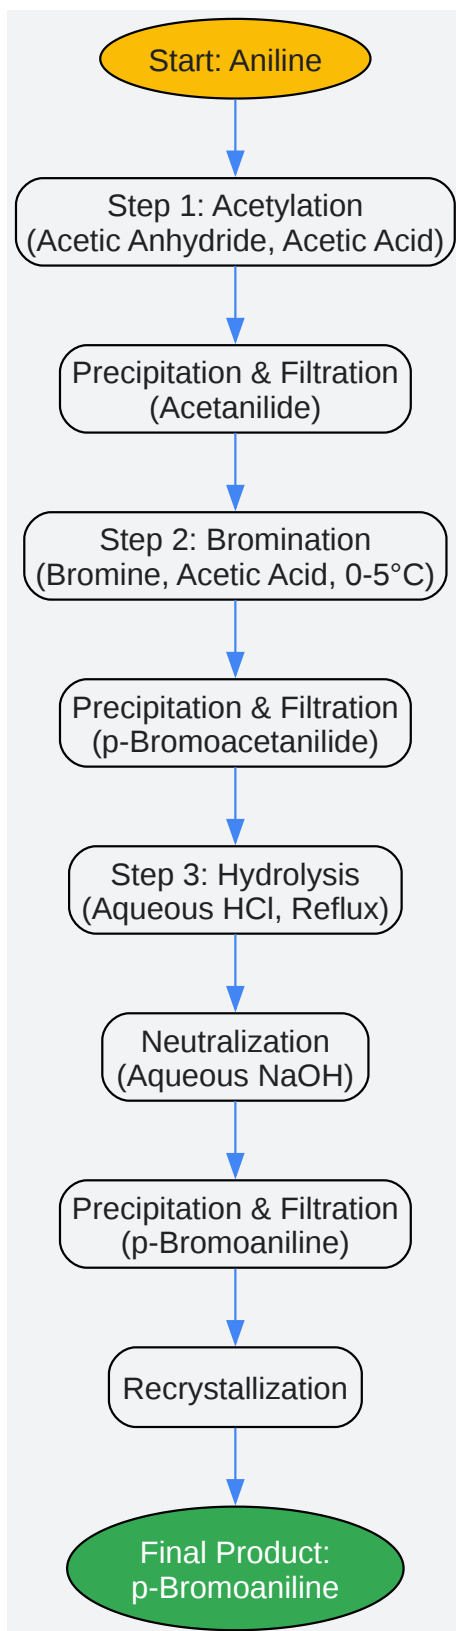 Start: Aniline
Step 1: Acetylation
(Acetic Anhydride, Acetic Acid)
Precipitation & Filtration
(Acetanilide)
Step 2: Bromination
(Bromine, Acetic Acid, 0-5°C)
Precipitation & Filtration
(p-Bromoacetanilide)
Step 3: Hydrolysis
(Aqueous HCl, Reflux)
Neutralization
(Aqueous NaOH)
Precipitation & Filtration
(p-Bromoaniline)
Recrystallization
Final Product:
p-Bromoaniline